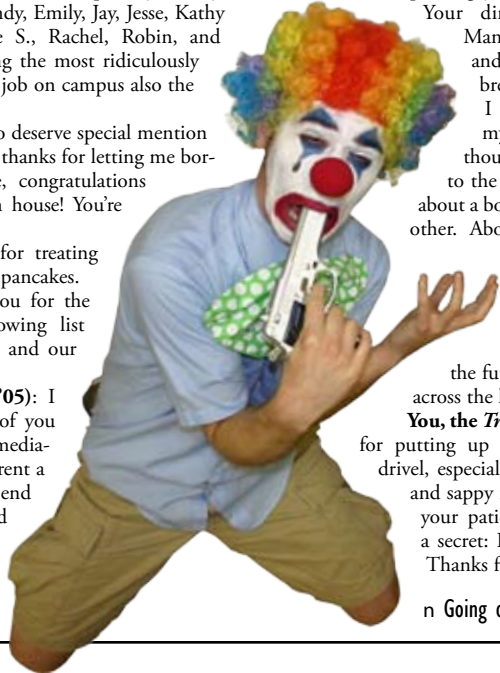 ndy, Emily, Jay, Jesse, Kathy
e S., Rachel, Robin, and
ng the most ridiculously
job on campus also the
o deserve special mention
thanks for letting me bor-
e, congratulations
n house! You're
for treating
pancakes.
ou for the
owing list
and our
'05): I
of you
media-
rent a
end
d
Your dir
Man
and
bre
I
my
thou
to the
about a bo
other. Abo
the fu
across the
You, the Tr
for putting up
drivel, especial
and sappy
your pati
a secret: I
Thanks f
n Going o